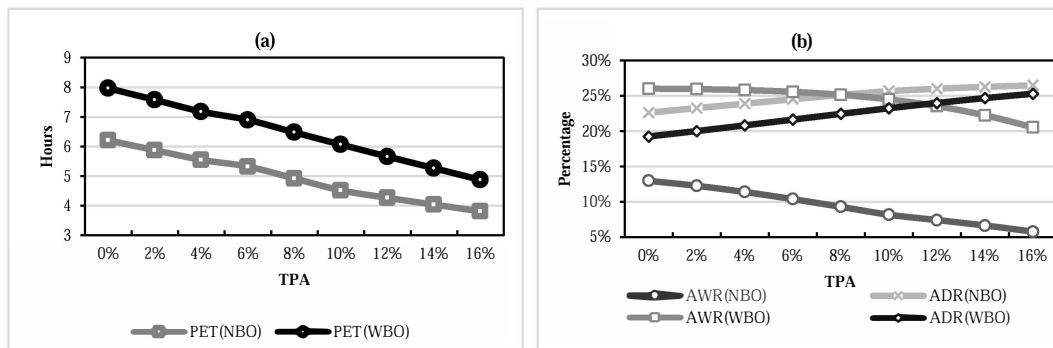 (a)
9
8
7
6
5
4
3
Hours
0% 2% 4% 6% 8% 10% 12% 14% 16%
TPA
PET(NBO) PET(WBO)
(b)
30%
25%
20%
15%
10%
5%
Percentage
0% 2% 4% 6% 8% 10% 12% 14% 16%
TPA
AWR(NBO) ADR(NBO)
AWR(WBO) ADR(WBO)